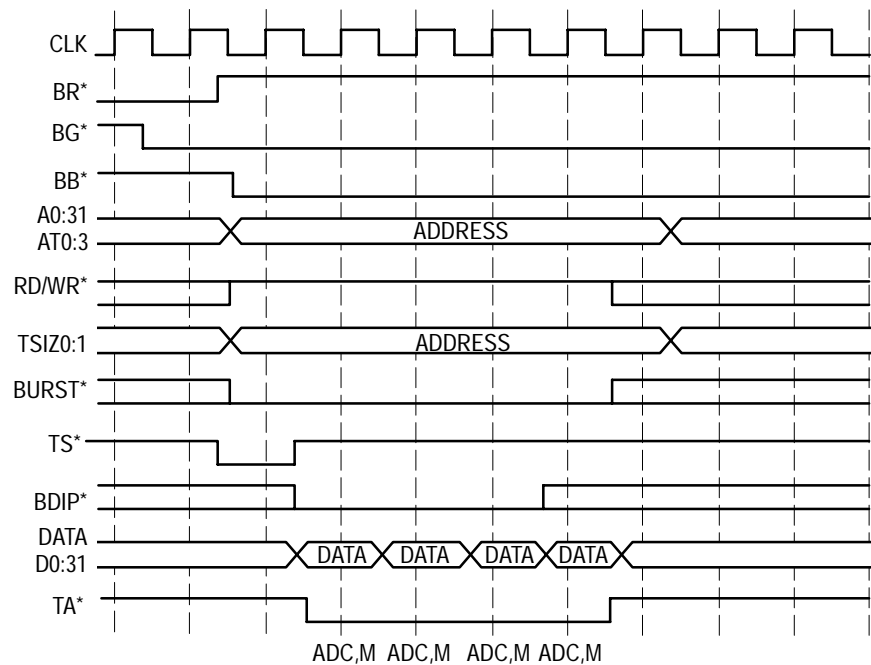 CLK
BR*
BG*
BB*
A0:31
AT0:3
ADDRESS
RD/WR*
TSIZ0:1
ADDRESS
BURST*
TS*
BDIP*
DATA
D0:31
DATA DATA DATA DATA
TA*
ADC,M ADC,M ADC,M ADC,M